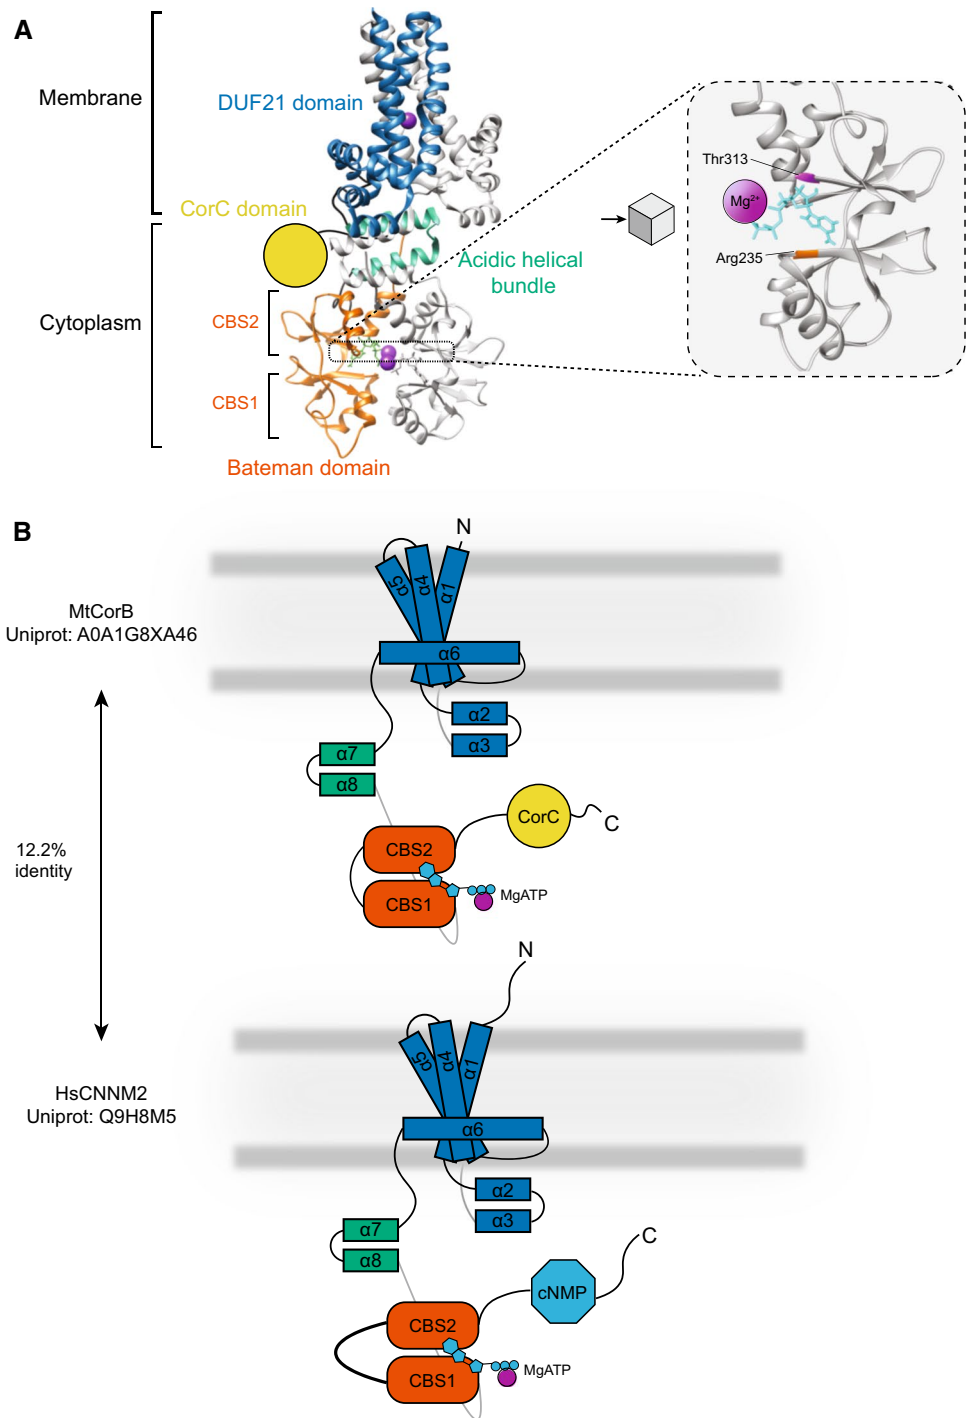 A
Membrane
DUF21 domain
CorC domain
Acidic helical
bundle
Cytoplasm
CBS2
CBS1
Bateman domain
Thr313
Mg²⁺
Arg235
B
N
MtCorB
Uniprot: A0A1G8XA46
α5
α4
α1
α6
α2
α3
α7
α8
CorC
C
CBS2
CBS1
MgATP
12.2%
identity
N
HsCNNM2
Uniprot: Q9H8M5
α5
α4
α1
α6
α2
α3
α7
α8
C
cNMP
CBS2
CBS1
MgATP